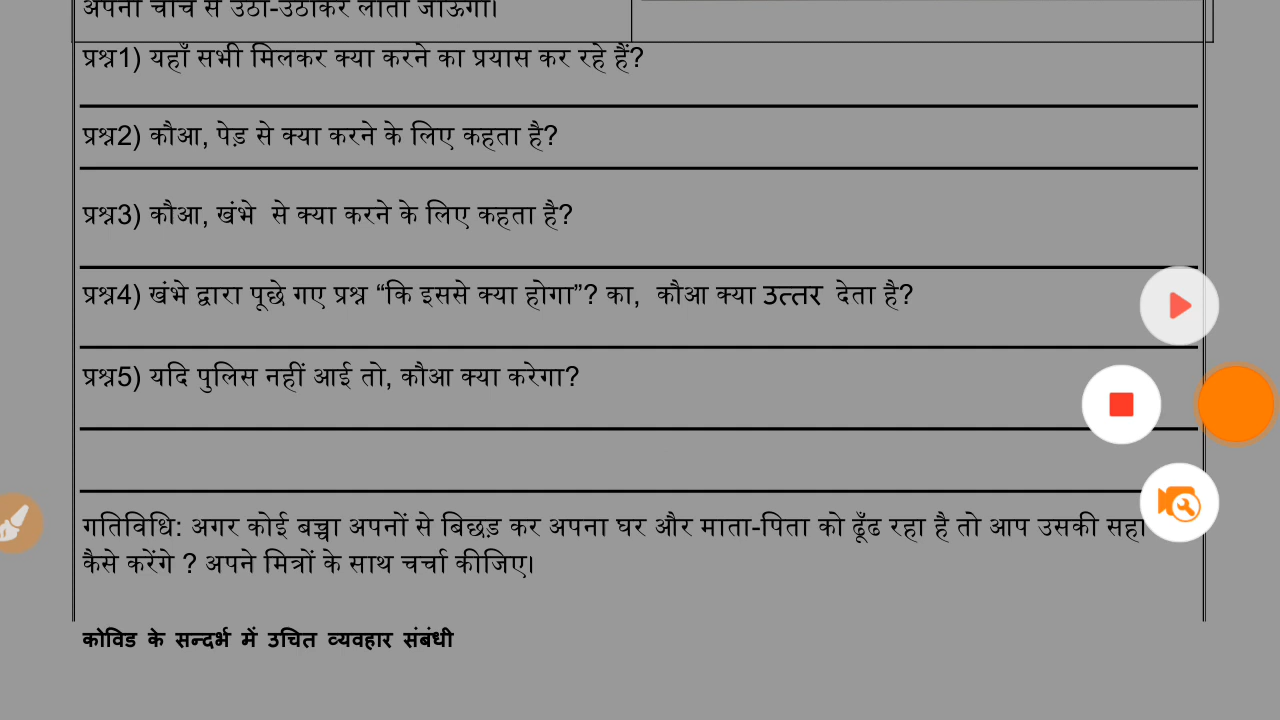 अपनी चोंच से उठा-उठाकर लाता जाऊँगा।
प्रश्न1) यहाँ सभी मिलकर क्या करने का प्रयास कर रहे हैं?
प्रश्न2) कौआ, पेड़ से क्या करने के लिए कहता है?
प्रश्न3) कौआ, खंभे से क्या करने के लिए कहता है?
प्रश्न4) खंभे द्वारा पूछे गए प्रश्न “कि इससे क्या होगा”? का, कौआ क्या उत्तर देता है?
प्रश्न5) यदि पुलिस नहीं आई तो, कौआ क्या करेगा?
गतिविधि: अगर कोई बच्चा अपनों से बिछड़ कर अपना घर और माता-पिता को ढूँढ रहा है तो आप उसकी सहा
कैसे करेंगे ? अपने मित्रों के साथ चर्चा कीजिए।
कोविड के सन्दर्भ में उचित व्यवहार संबंधी